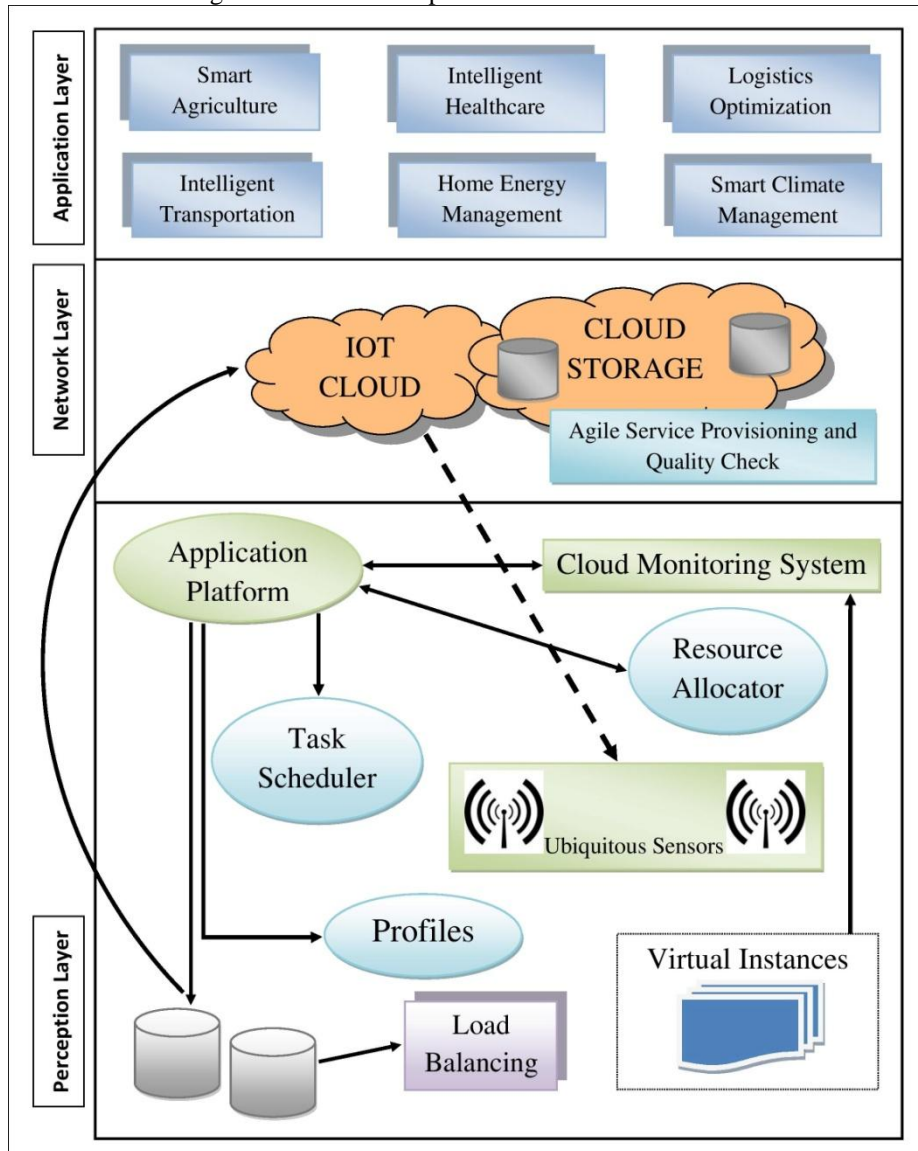 Application Layer
Smart
Agriculture
Intelligent
Healthcare
Logistics
Optimization
Intelligent
Transportation
Home Energy
Management
Smart Climate
Management
Network Layer
IOT
CLOUD
CLOUD
STORAGE
Agile Service Provisioning and
Quality Check
Perception Layer
Application
Platform
Cloud Monitoring System
Resource
Allocator
Task
Scheduler
Ubiquitous Sensors
Profiles
Virtual Instances
Load
Balancing